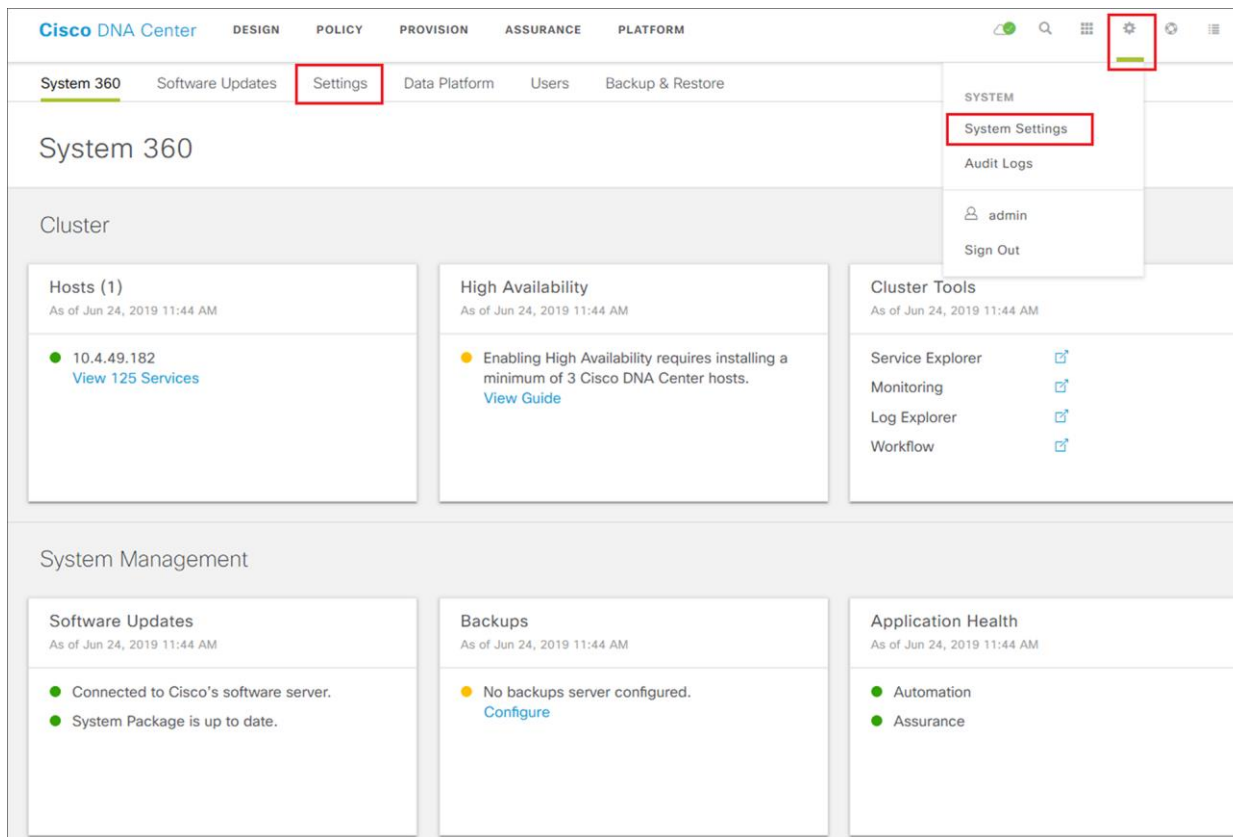 Cisco DNA Center DESIGN POLICY PROVISION ASSURANCE PLATFORM
System 360 Software Updates Settings Data Platform Users Backup & Restore
SYSTEM
System Settings
Audit Logs
admin
Sign Out
System 360
Cluster
Hosts (1)
As of Jun 24, 2019 11:44 AM
10.4.49.182
View 125 Services
High Availability
As of Jun 24, 2019 11:44 AM
Enabling High Availability requires installing a
minimum of 3 Cisco DNA Center hosts.
View Guide
Cluster Tools
As of Jun 24, 2019 11:44 AM
Service Explorer
Monitoring
Log Explorer
Workflow
System Management
Software Updates
As of Jun 24, 2019 11:44 AM
Connected to Cisco's software server.
System Package is up to date.
Backups
As of Jun 24, 2019 11:44 AM
No backups server configured.
Configure
Application Health
As of Jun 24, 2019 11:44 AM
Automation
Assurance